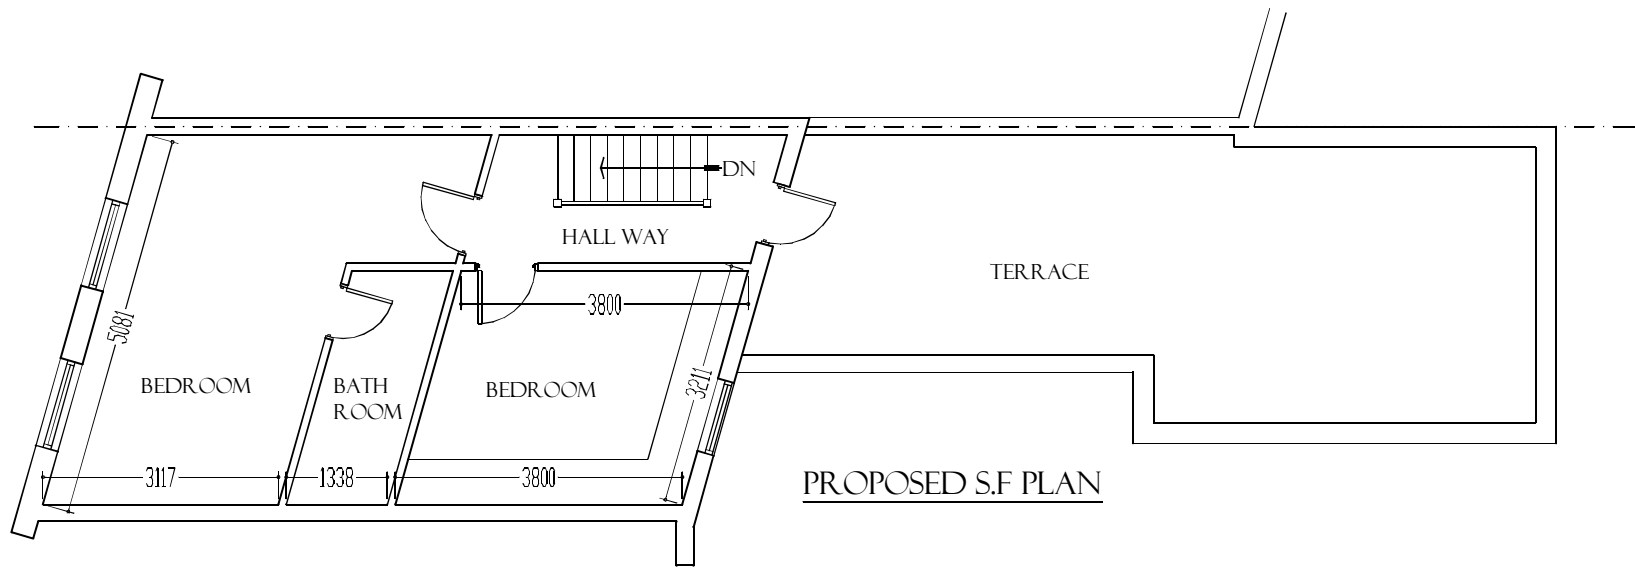 DN
HALL WAY
TERRACE
3800
5081
3211
BEDROOM
BATH
ROOM
BEDROOM
3117
1338
3800
PROPOSED S.F PLAN